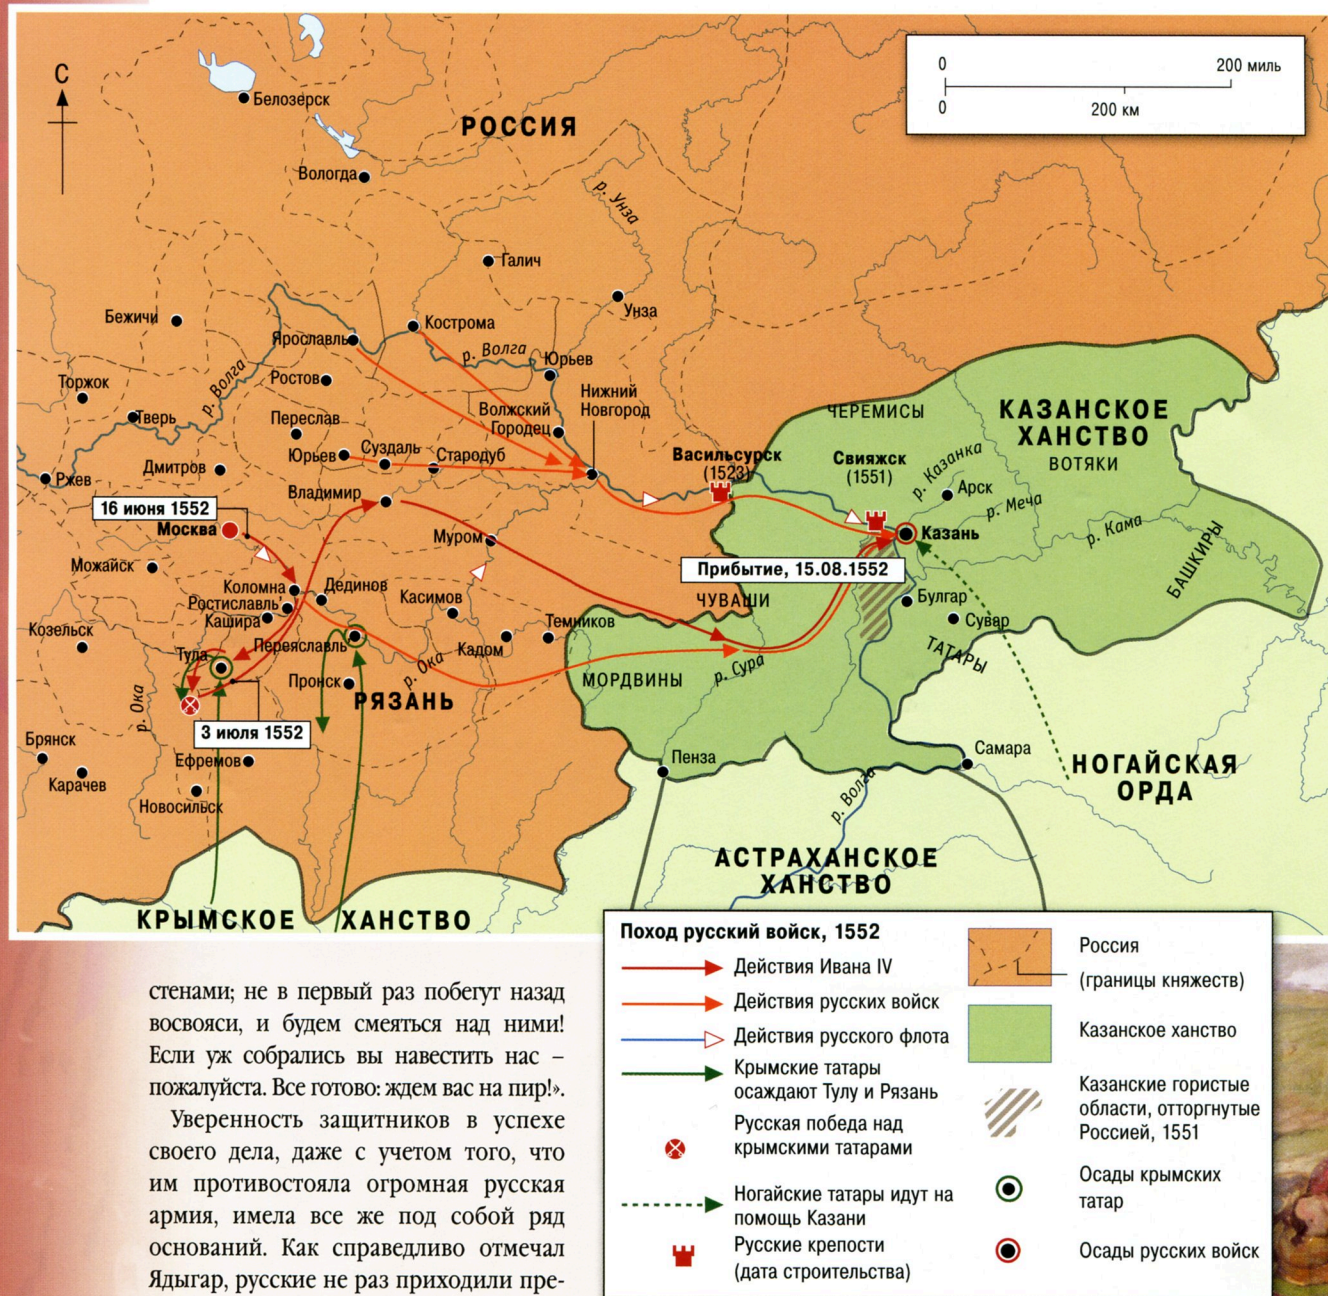 С
0
200 миль
0
200 км
Белозерск
РОССИЯ
Вологда
р. Унза
Галич
Унза
Бежичи
Кострома
Ярославль
р. Волга
Юрьев
Ростов
Торжок
р. Волга
Тверь
Нижний
Новгород
Волжский
Городец
Переслав
Юрьев
Суздаль
Стародуб
Дмитров
Ржев
Владимир
16 июня 1552
Москва
Муром
Можайск
Васильсурск
(1523)
ЧЕРЕМИСЫ
КАЗАНСКОЕ
ХАНСТВО
ВОТЯКИ
Свияжск
(1551)
р. Казанка
Арск
р. Меча
р. Кама
Казань
БАШКИРЫ
Прибытие, 15.08.1552
Булгар
ЧУВАШИ
Сувар
ТАТАРЫ
Коломна
Дединов
Ростиславль
Кашира
Касимов
Козельск
Переяславль
Темников
Тула
Кадом
р. Ока
Пронск
РЯЗАНЬ
МОРДВИНЫ
р. Сура
р. Ока
3 июля 1552
Брянск
Ефремов
Карачев
Новосильск
Пенза
Самара
НОГАЙСКАЯ
ОРДА
р. Волга
АСТРАХАНСКОЕ
ХАНСТВО
КРЫМСКОЕ ХАНСТВО
Поход русский войск, 1552
Действия Ивана IV
Действия русских войск
Действия русского флота
Крымские татары
осаждают Тулу и Рязань
Русская победа над
крымскими татарами
Ногайские татары идут на
помощь Казани
Русские крепости
(дата строительства)
Россия
(границы княжеств)
Казанское ханство
Казанские гористые
области, отторгнутые
Россией, 1551
Осады крымских
татар
Осады русских войск
стенами; не в первый раз побегут назад
восвояси, и будем смеяться над ними!
Если уж собрались вы навестить нас –
пожалуйста. Все готово: ждем вас на пир!».
Уверенность защитников в успехе
своего дела, даже с учетом того, что
им противостояла огромная русская
армия, имела все же под собой ряд
оснований. Как справедливо отмечал
Ядыгар, русские не раз приходили пре-